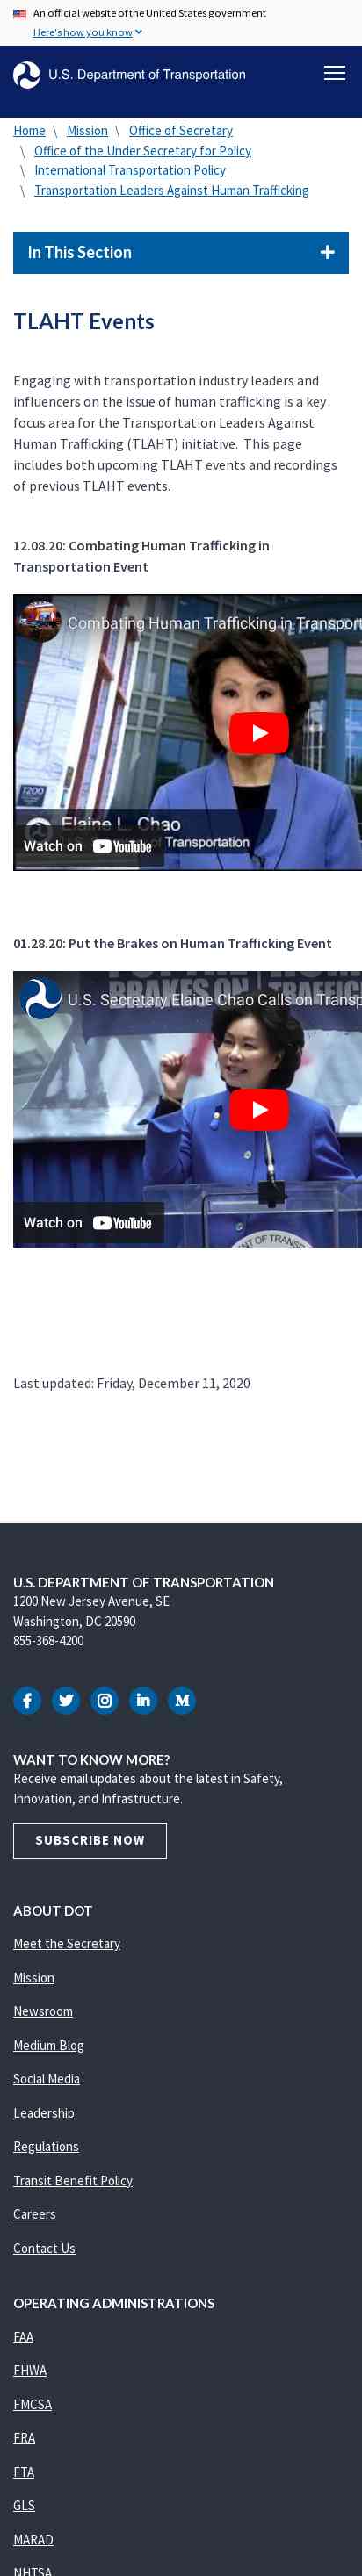 An official website of the United States government
Here's how you know
U.S. Department of Transportation
Home \ Mission \ Office of Secretary
\ Office of the Under Secretary for Policy
\ International Transportation Policy
\ Transportation Leaders Against Human Trafficking
In This Section +
TLAHT Events
Engaging with transportation industry leaders and
influencers on the issue of human trafficking is a key
focus area for the Transportation Leaders Against
Human Trafficking (TLAHT) initiative. This page
includes both upcoming TLAHT events and recordings
of previous TLAHT events.
12.08.20: Combating Human Trafficking in
Transportation Event
Combating Human Trafficking in Transport
1200
Elaine L. Chao
of Transportation
Watch on YouTube
01.28.20: Put the Brakes on Human Trafficking Event
BRAKES ON
U.S. Secretary Elaine Chao Calls on Transp
Watch on YouTube
Last updated: Friday, December 11, 2020
U.S. DEPARTMENT OF TRANSPORTATION
1200 New Jersey Avenue, SE
Washington, DC 20590
855-368-4200
WANT TO KNOW MORE?
Receive email updates about the latest in Safety,
Innovation, and Infrastructure.
SUBSCRIBE NOW
ABOUT DOT
Meet the Secretary
Mission
Newsroom
Medium Blog
Social Media
Leadership
Regulations
Transit Benefit Policy
Careers
Contact Us
OPERATING ADMINISTRATIONS
FAA
FHWA
FMCSA
FRA
FTA
GLS
MARAD
NHTSA